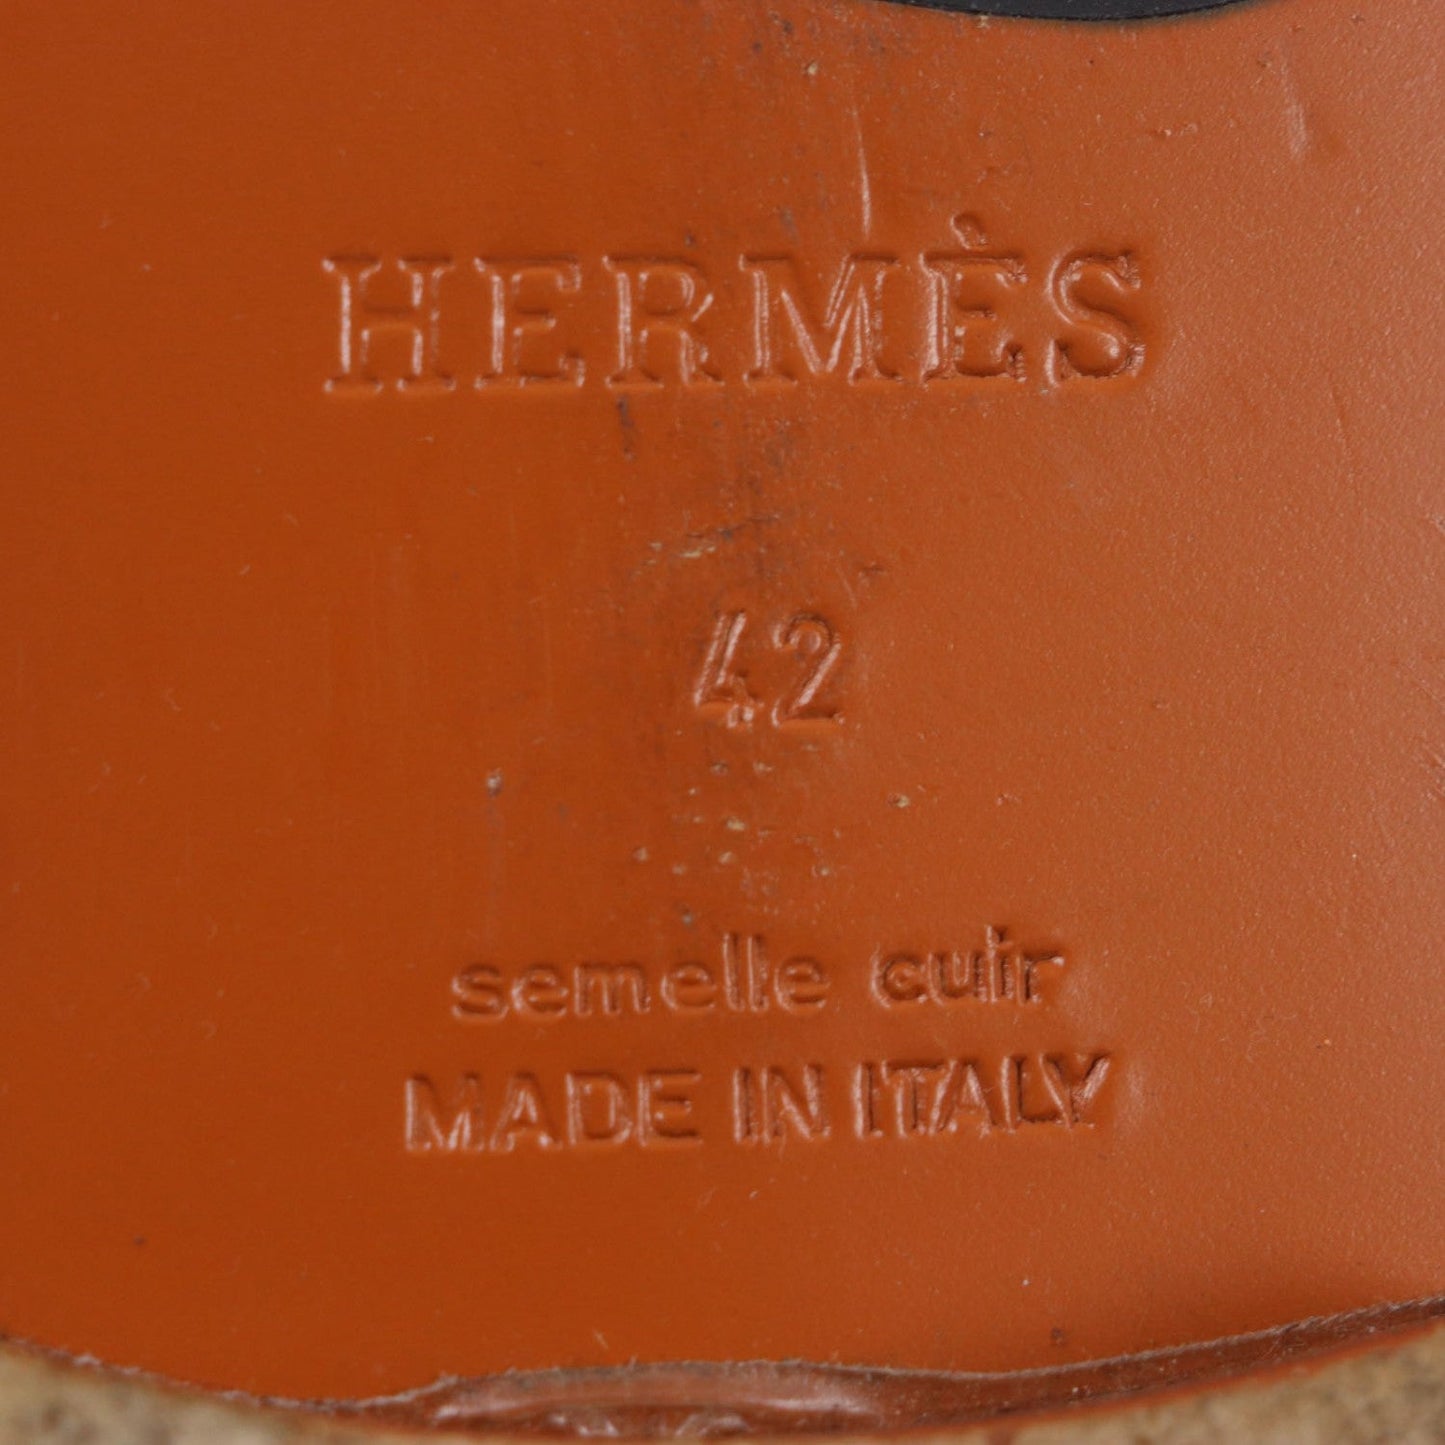 HERMÈS
42
semelle cuir
MADE IN ITALY